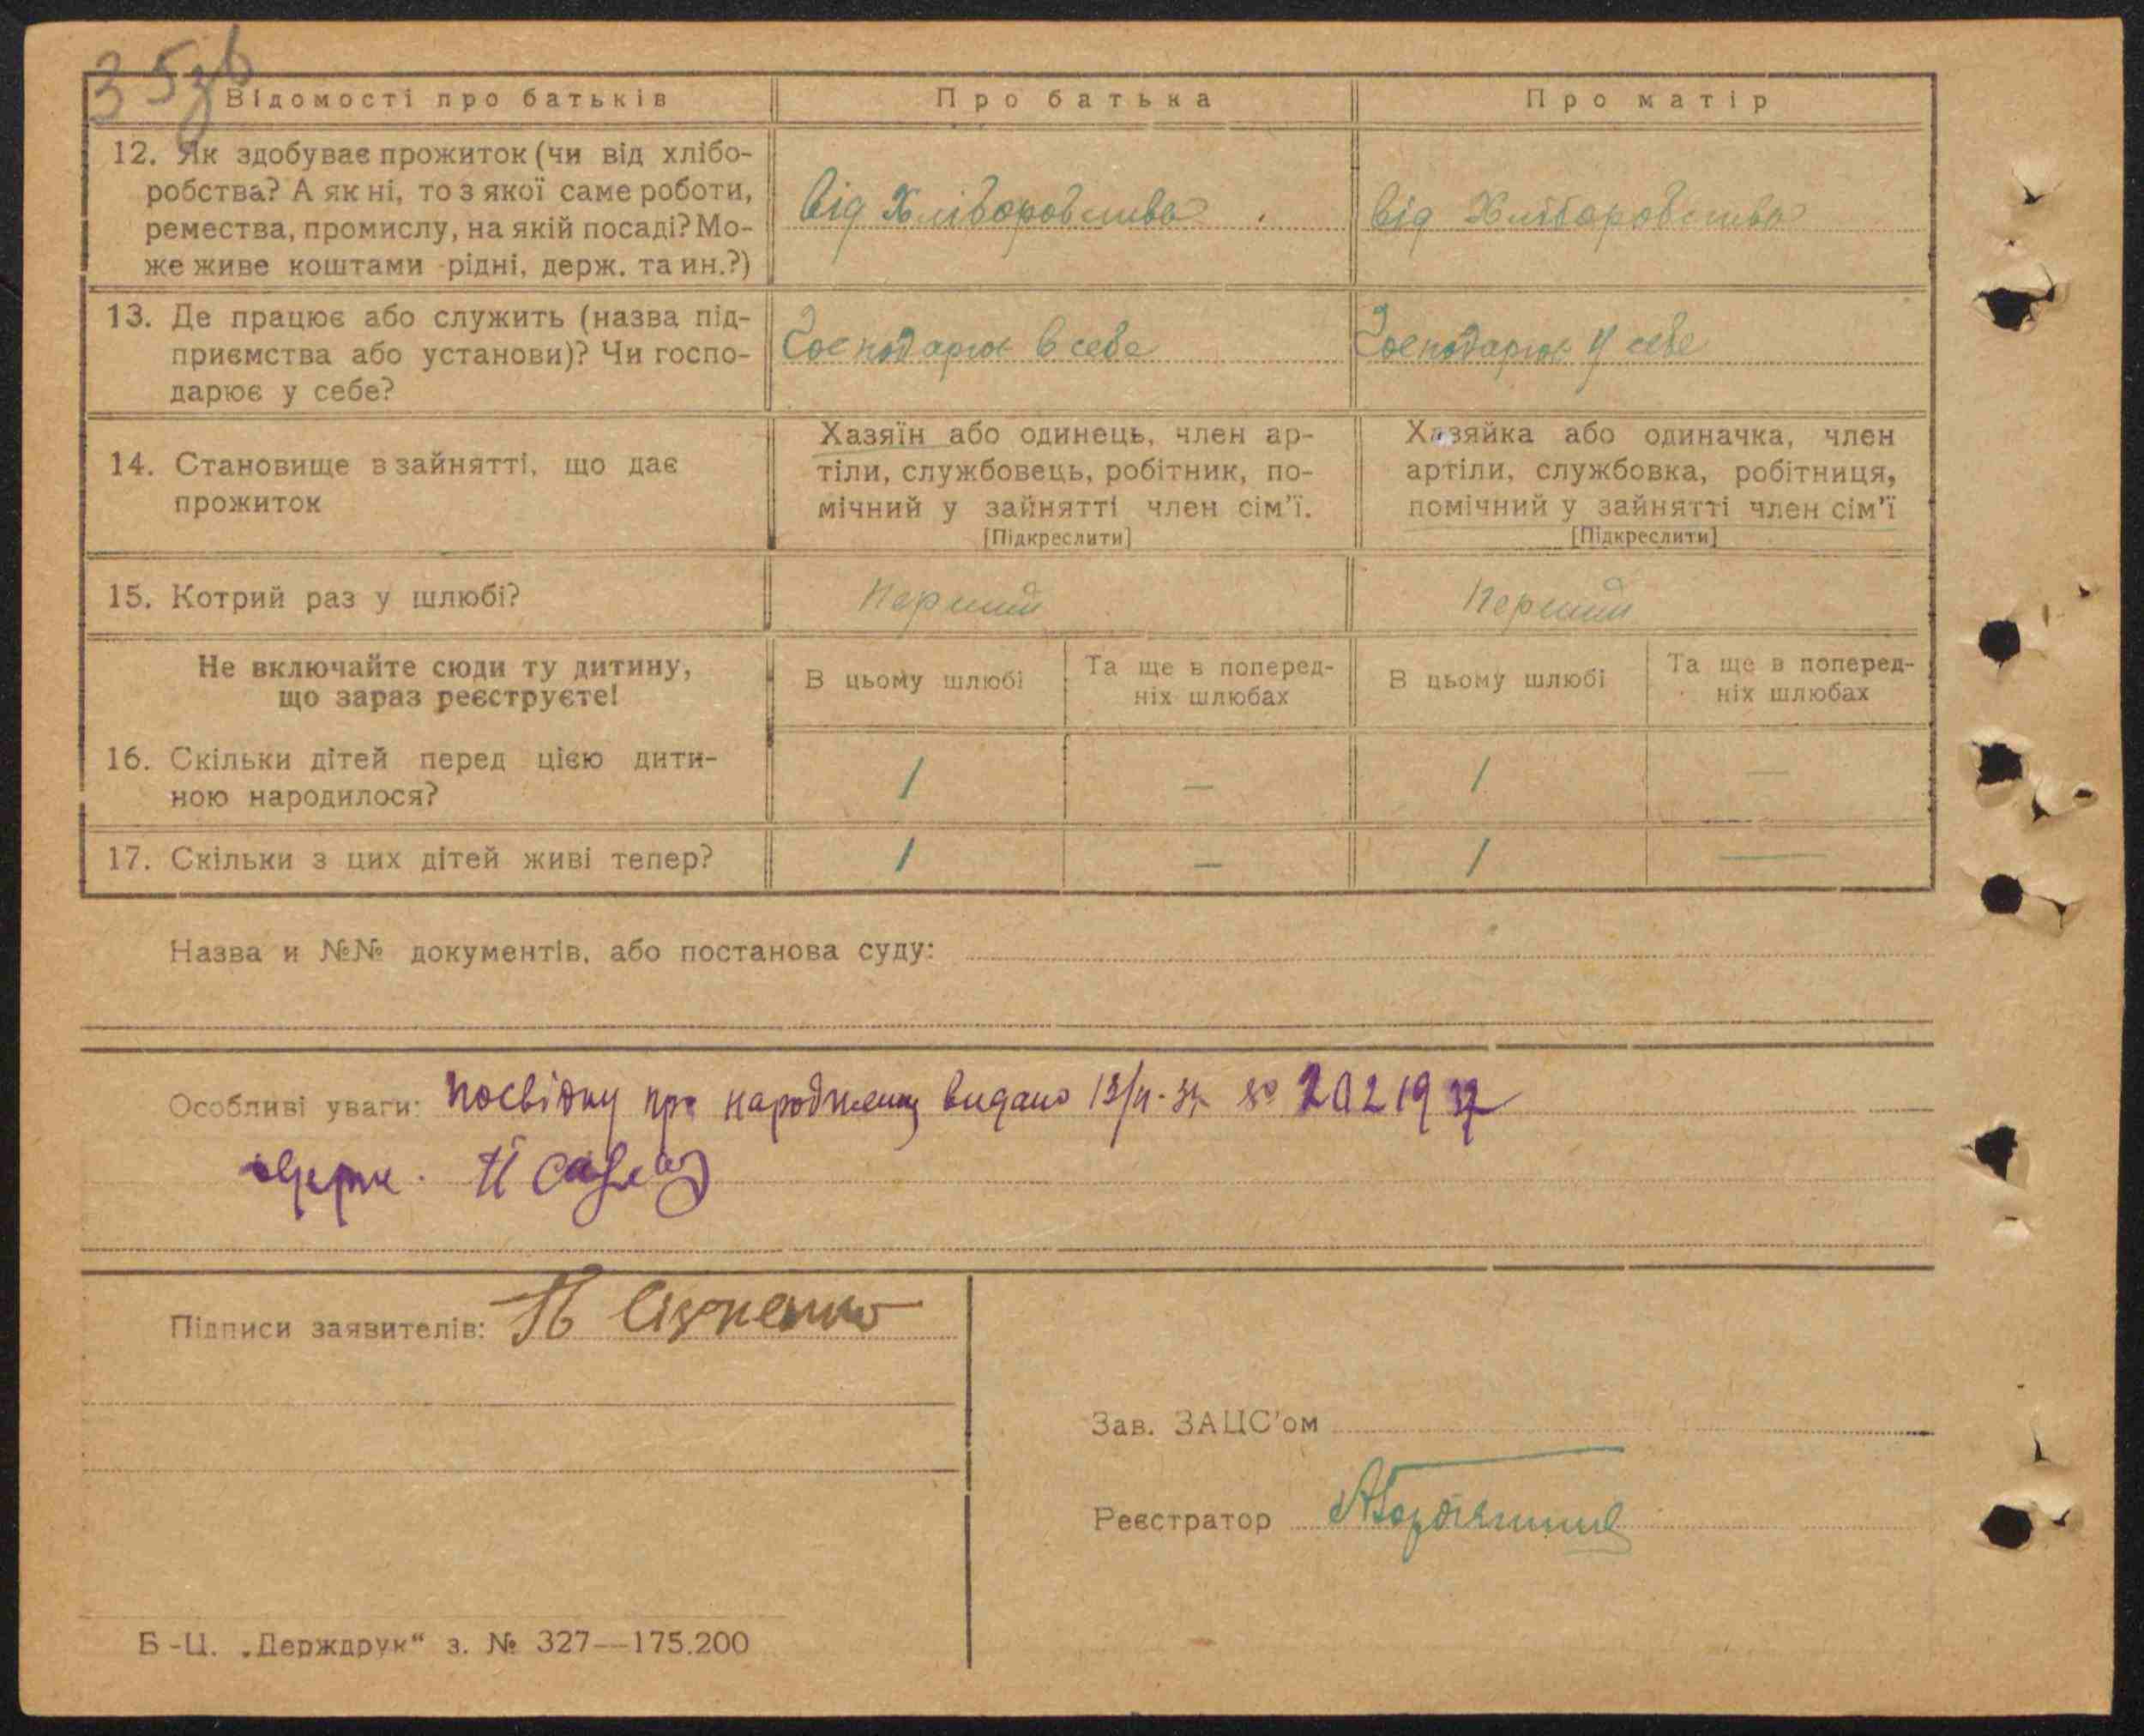 35зв
Відомості про батьків
Про батька
Про матір
12. Як здобуває прожиток (чи від хлібо-
робства? А як ні, то з якої саме роботи,
ремества, промислу, на якій посаді? Мо-
же живе коштами рідні, держ. та ин.?)
від Хліборобства
від Хліборобства
13. Де працює або служить (назва під-
приємства або установи)? Чи госпо-
дарює у себе?
Господарює в себе
Господарює у себе
14. Становище в зайнятті, що дає
прожиток
Хазяїн або одинець, член ар-
тіли, службовець, робітник, по-
мічний у зайнятті член сім'ї.
[Підкреслити]
Хазяйка або одиначка, член
артіли, службовка, робітниця,
помічний у зайнятті член сім'ї
[Підкреслити]
15. Котрий раз у шлюбі?
Перший
Перший
Не включайте сюди ту дитину,
що зараз реєструєте!
В цьому шлюбі
Та ще в поперед-
ніх шлюбах
В цьому шлюбі
Та ще в поперед-
ніх шлюбах
16. Скільки дітей перед цією дити-
ною народилося?
1 — 1 —
17. Скільки з цих дітей живі тепер?
1 — 1 —
Назва и №№ документів, або постанова суду:
Особливі уваги: Посвідку про народження видано
Підписи заявителів:
Зав. ЗАЦС'ом
Реєстратор
Б-Ц. „Держдрук“ з. № 327—175.200